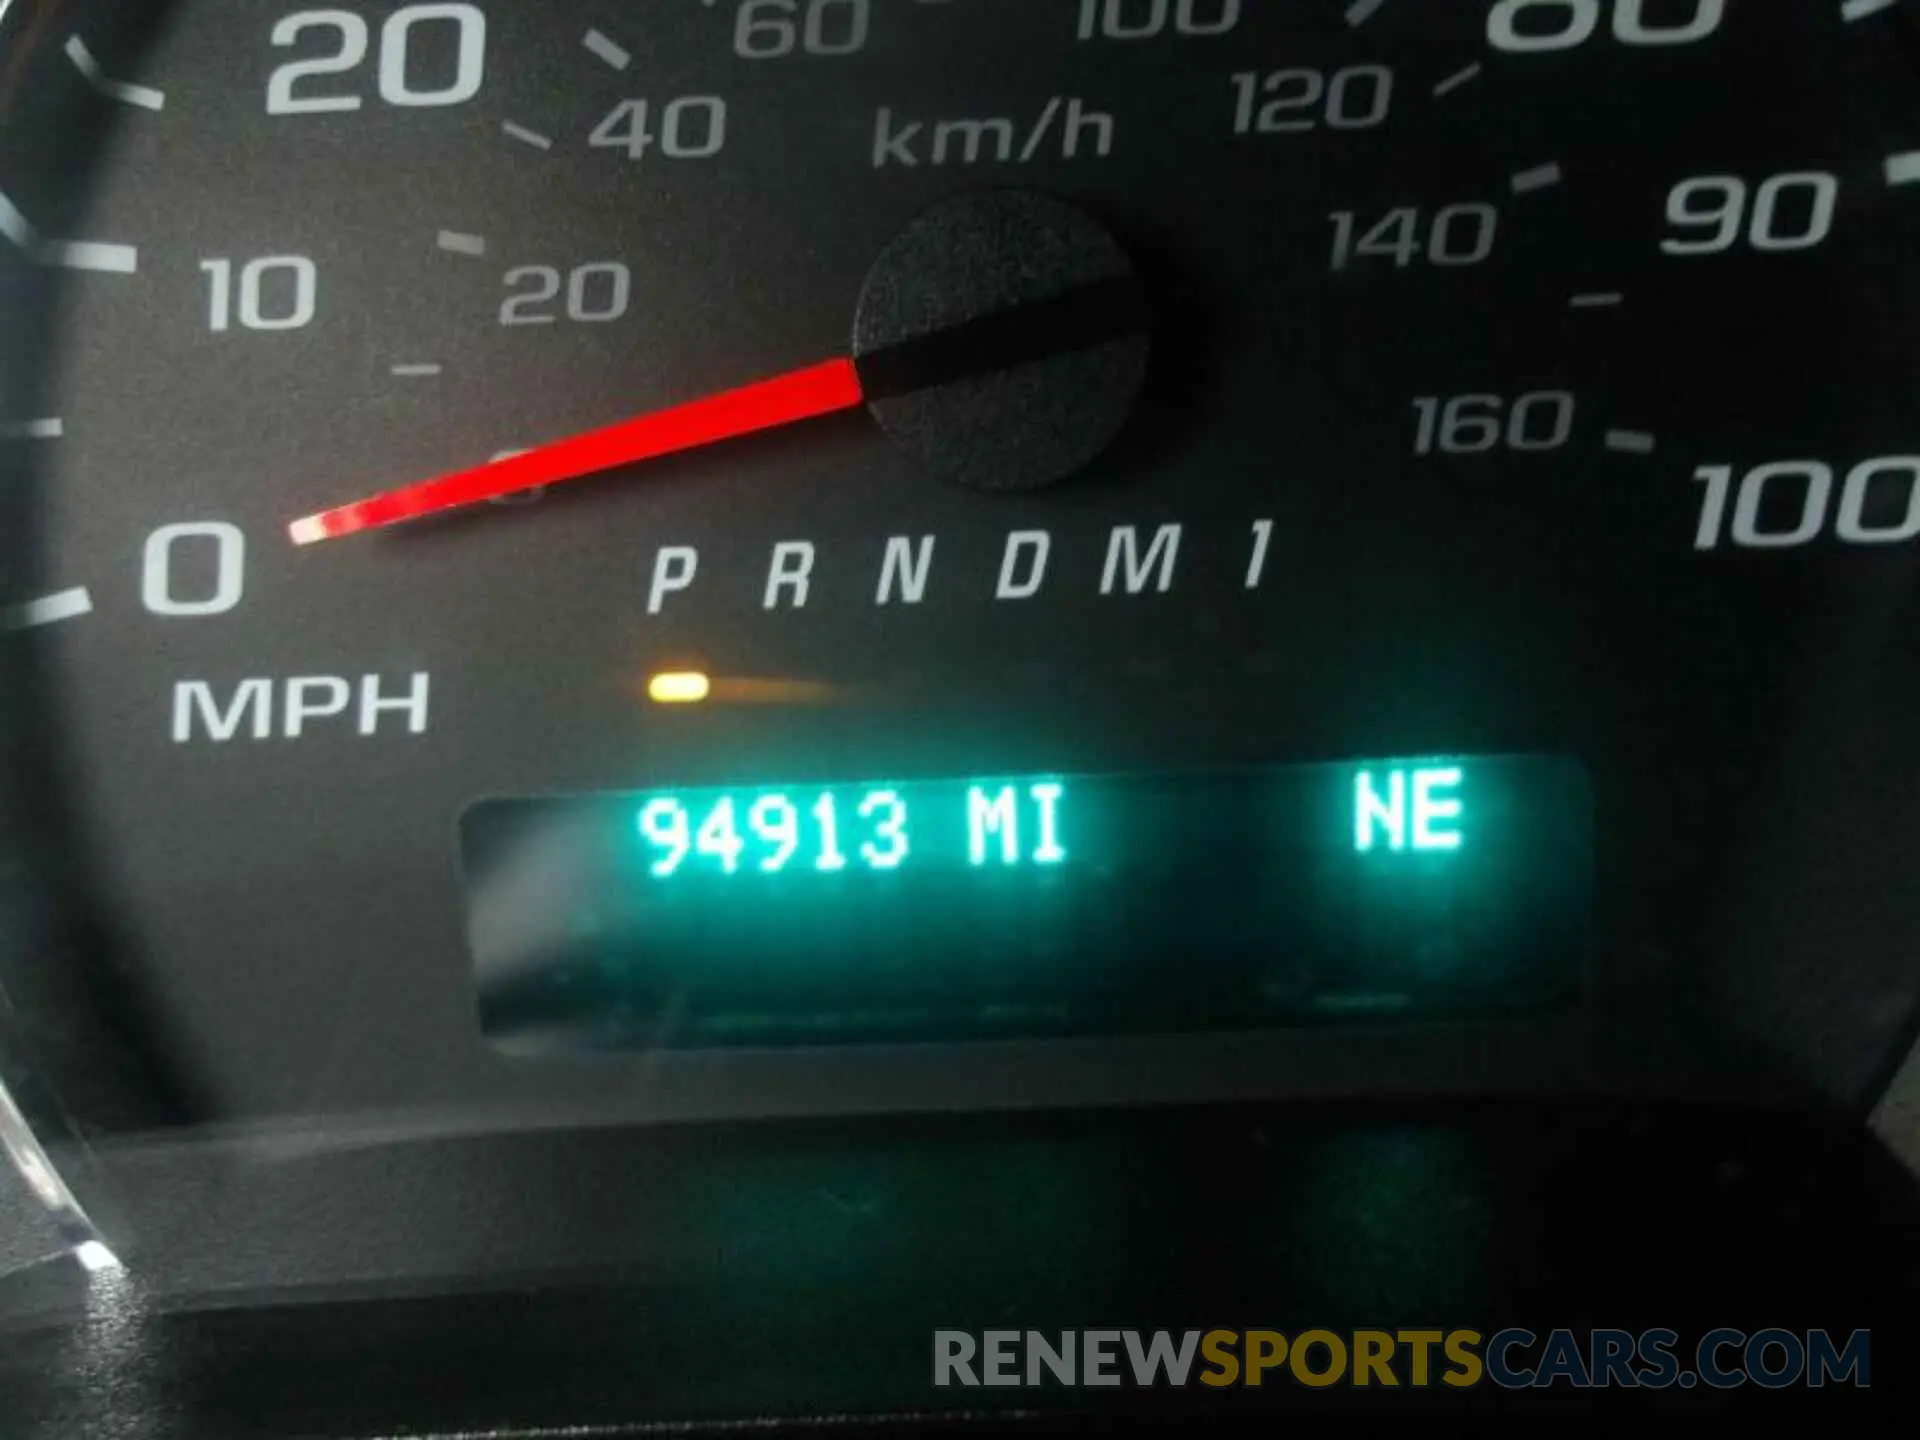 20 60 100 80
40 km/h 120
10 20 140 90
160
0 100
P R N D M 1
MPH
94913 MI NE
RENEWSPORTSCARS.COM